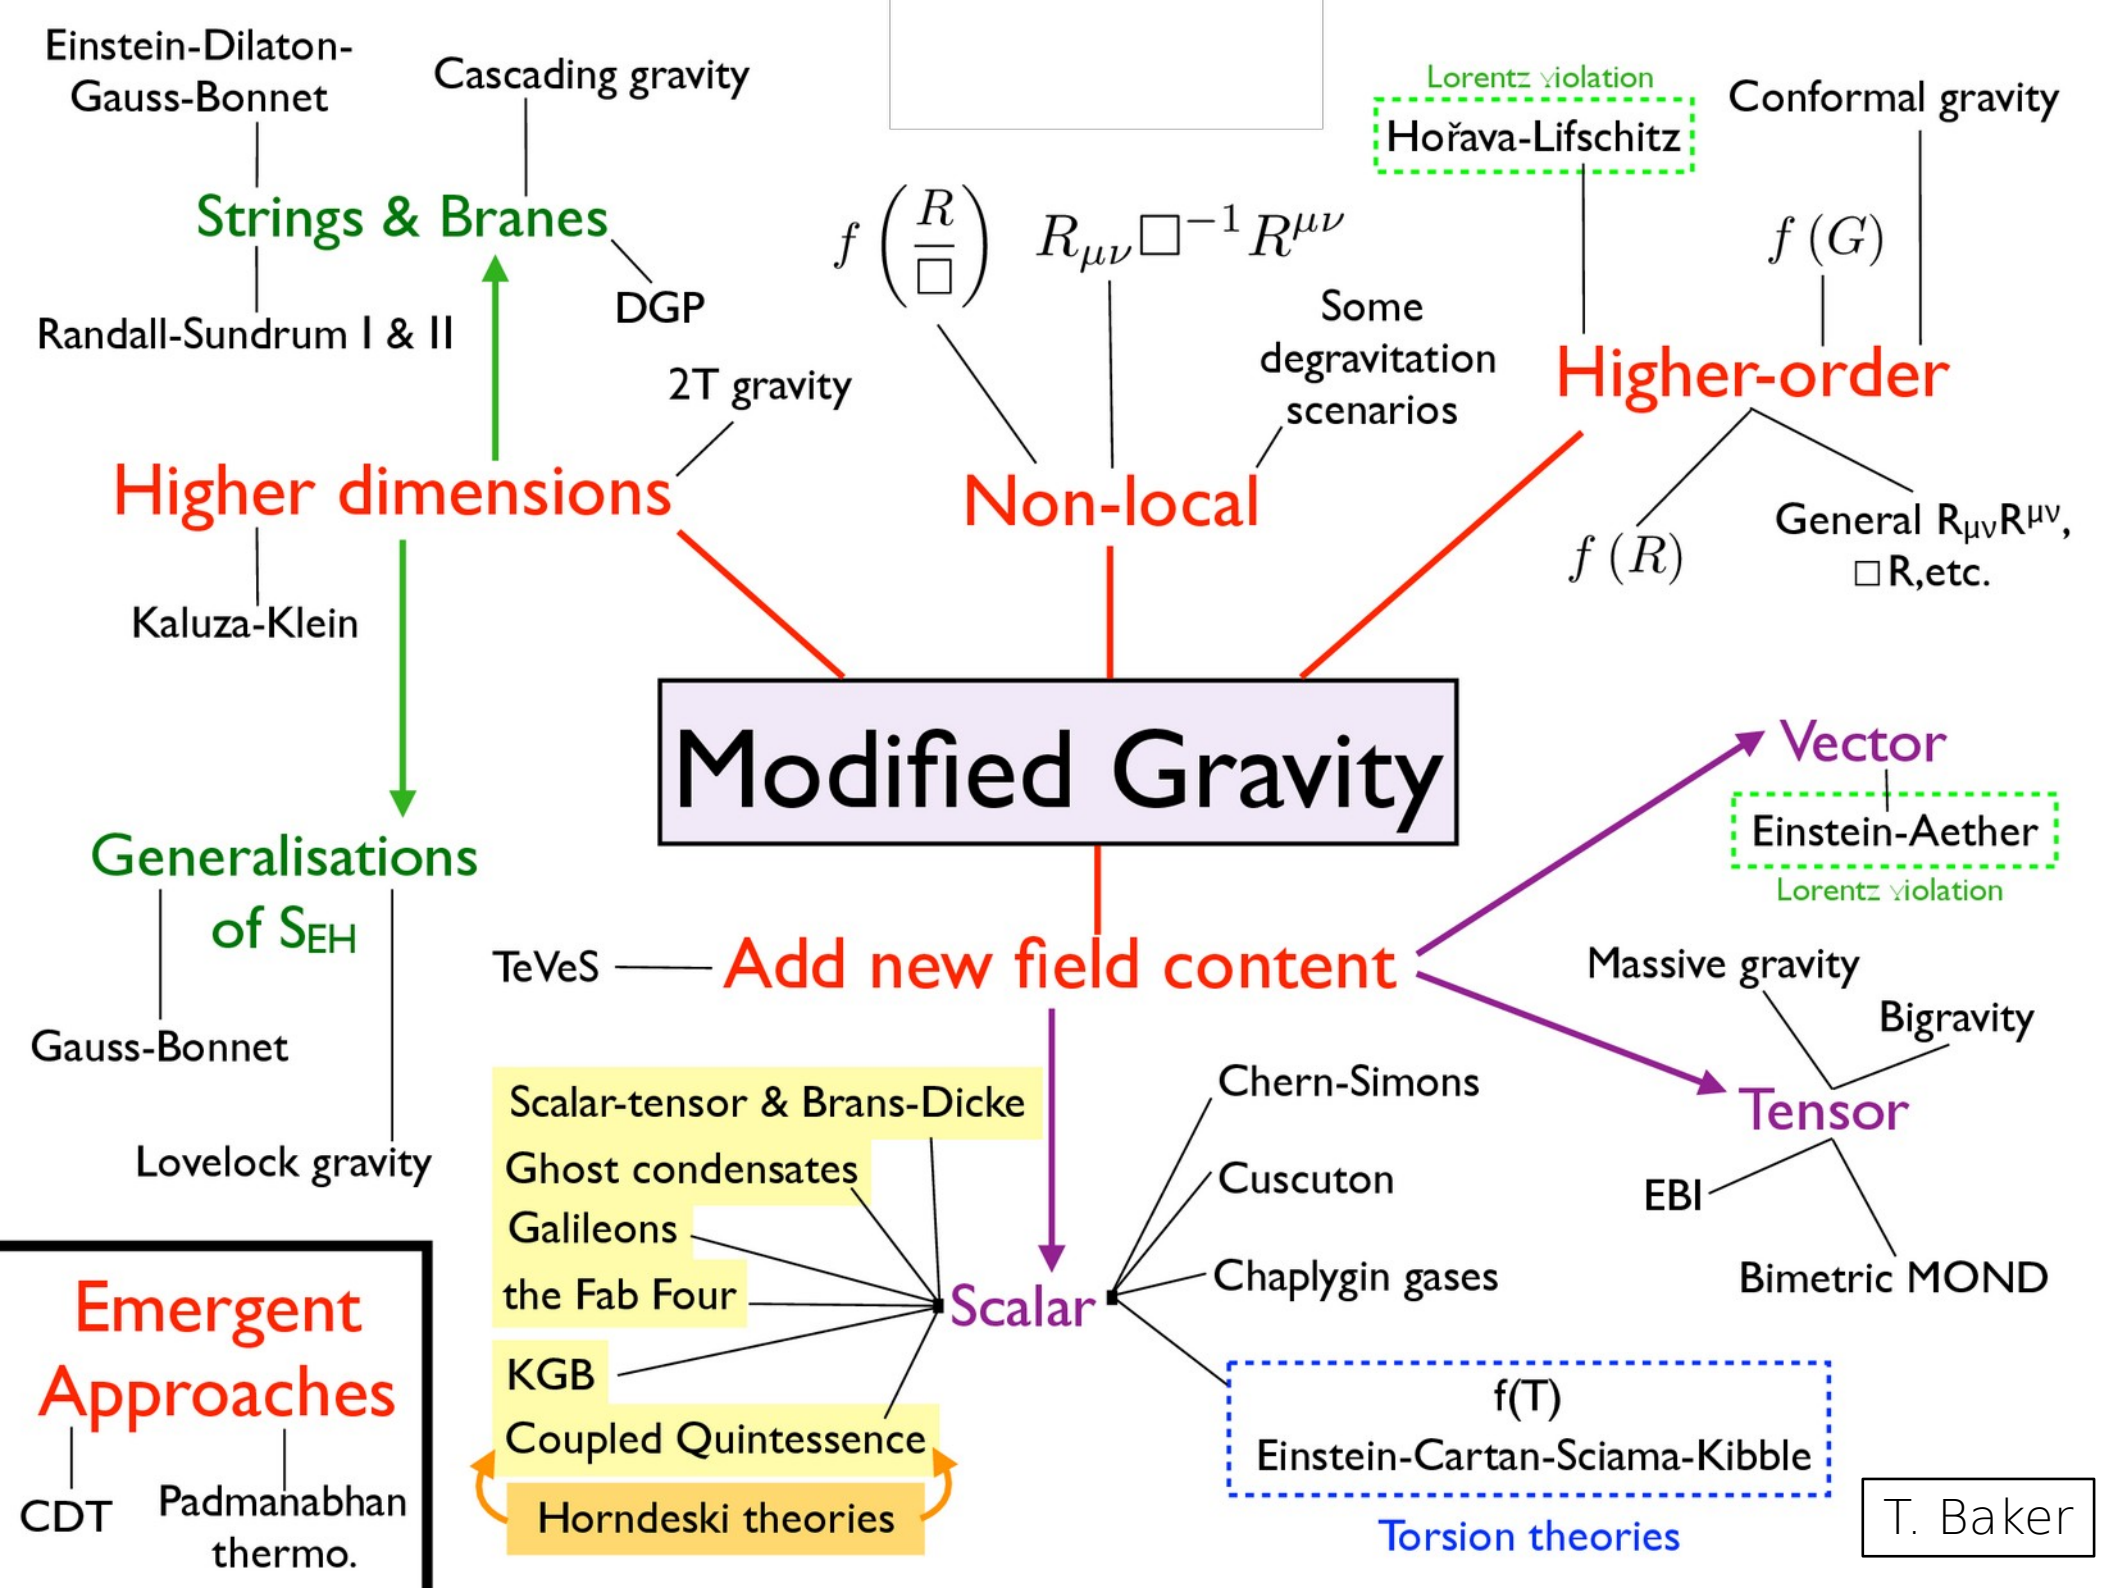 Einstein-Dilaton-
Gauss-Bonnet
Cascading gravity
Strings & Branes
Randall-Sundrum I & II
DGP
2T gravity
Higher dimensions
Kaluza-Klein
Generalisations
of S_EH
Gauss-Bonnet
Lovelock gravity
f (R/□)
R_μν □^−1 R^μν
Some
degravitation
scenarios
Non-local
Lorentz violation
Hořava-Lifschitz
Conformal gravity
f (G)
Higher-order
f (R)
General R_μν R^μν,
□ R,etc.
Modified Gravity
Add new field content
TeVeS
Vector
Einstein-Aether
Lorentz violation
Massive gravity
Bigravity
Tensor
EBI
Bimetric MOND
Scalar-tensor & Brans-Dicke
Ghost condensates
Galileons
the Fab Four
KGB
Coupled Quintessence
Horndeski theories
Scalar
Chern-Simons
Cuscuton
Chaplygin gases
f(T)
Einstein-Cartan-Sciama-Kibble
Torsion theories
Emergent
Approaches
CDT
Padmanabhan
thermo.
T. Baker